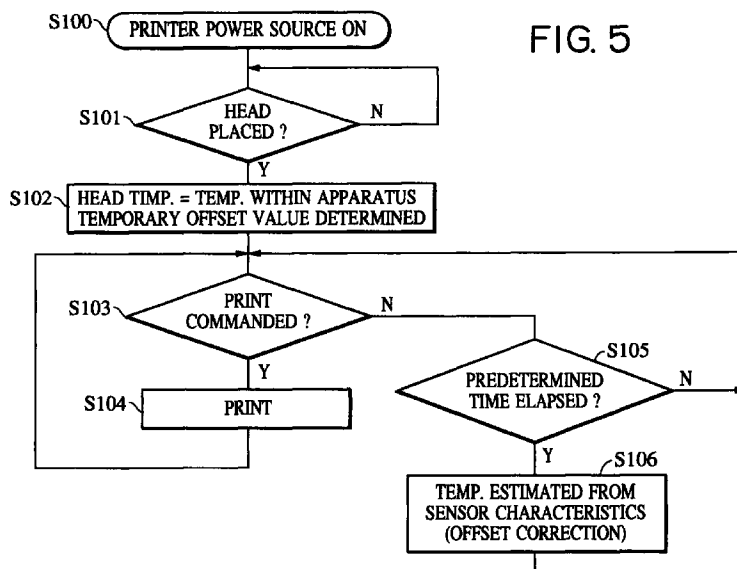 FIG. 5
S100
PRINTER POWER SOURCE ON
S101
HEAD
PLACED ?
N
Y
S102
HEAD TIMP. = TEMP. WITHIN APPARATUS
TEMPORARY OFFSET VALUE DETERMINED
S103
PRINT
COMMANDED ?
N
Y
S104
PRINT
S105
PREDETERMINED
TIME ELAPSED ?
N
Y
S106
TEMP. ESTIMATED FROM
SENSOR CHARACTERISTICS
(OFFSET CORRECTION)